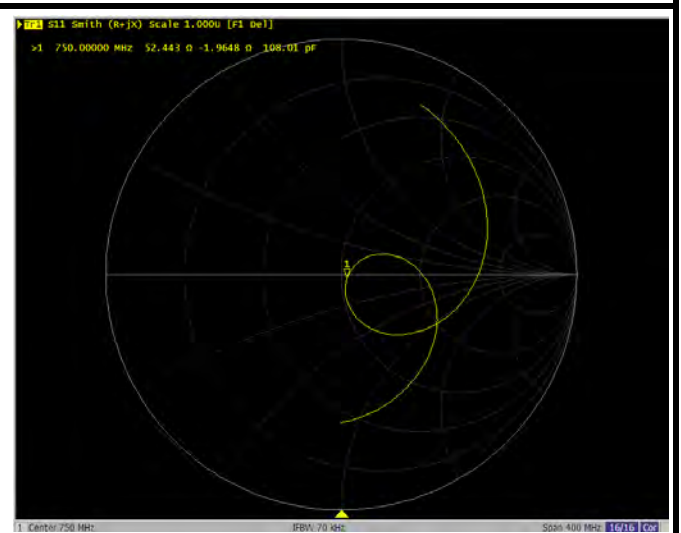 Tr1 S11 Smith (R+jX) Scale 1.000U [F1 Del]
>1 750.00000 MHz 52.443 Ω -1.9648 Ω 108.01 pF
1
1 Center 750 MHz IFBW 70 kHz Span 400 MHz 16/16 Cor